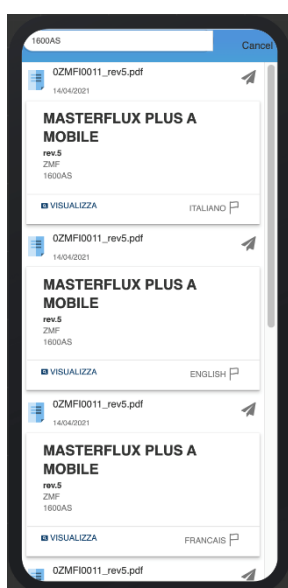 1600AS
Cancel
0ZMFI0011_rev5.pdf
14/04/2021
MASTERFLUX PLUS A
MOBILE
rev.5
ZMF
1600AS
VISUALIZZA
ITALIANO
0ZMFI0011_rev5.pdf
14/04/2021
MASTERFLUX PLUS A
MOBILE
rev.5
ZMF
1600AS
VISUALIZZA
ENGLISH
0ZMFI0011_rev5.pdf
14/04/2021
MASTERFLUX PLUS A
MOBILE
rev.5
ZMF
1600AS
VISUALIZZA
FRANCAIS
0ZMFI0011_rev5.pdf